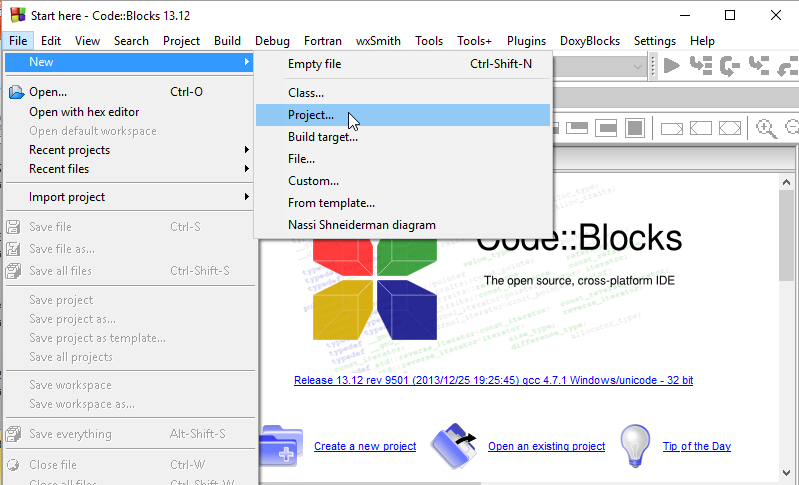 Start here - Code::Blocks 13.12
File Edit View Search Project Build Debug Fortran wxSmith Tools Tools+ Plugins DoxyBlocks Settings Help
New
Empty file Ctrl-Shift-N
Class...
Project...
Build target...
File...
Custom...
From template...
Nassi Shneiderman diagram
Open... Ctrl-O
Open with hex editor
Open default workspace
Recent projects
Recent files
Import project
Save file Ctrl-S
Save file as...
Save all files Ctrl-Shift-S
Save project
Save project as...
Save project as template...
Save all projects
Save workspace
Save workspace as...
Save everything Alt-Shift-S
Close file Ctrl-W
Close all files Ctrl-Shift-W
Code::Blocks
The open source, cross-platform IDE
Release 13.12 rev 9501 (2013/12/25 19:25:45) gcc 4.7.1 Windows/unicode - 32 bit
Create a new project
Open an existing project
Tip of the Day